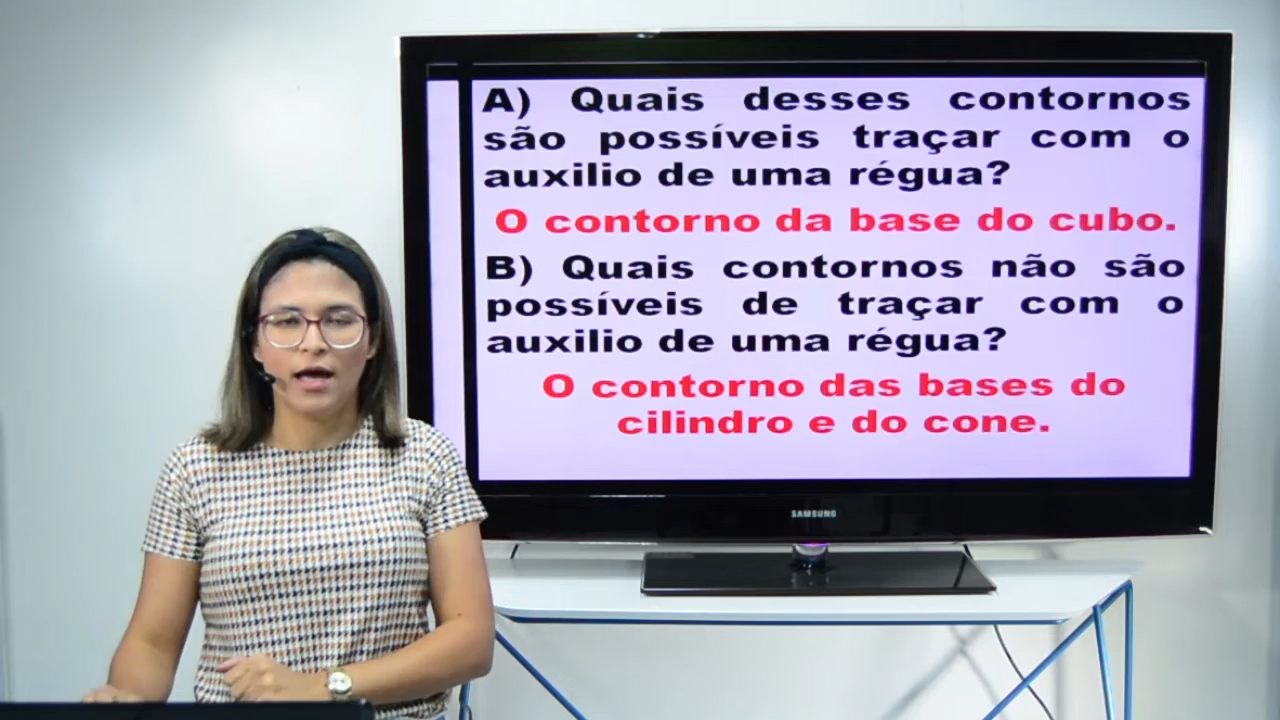 A) Quais desses contornos
são possíveis traçar com o
auxilio de uma régua?
O contorno da base do cubo.
B) Quais contornos não são
possíveis de traçar com o
auxilio de uma régua?
O contorno das bases do
cilindro e do cone.
SAMSUNG